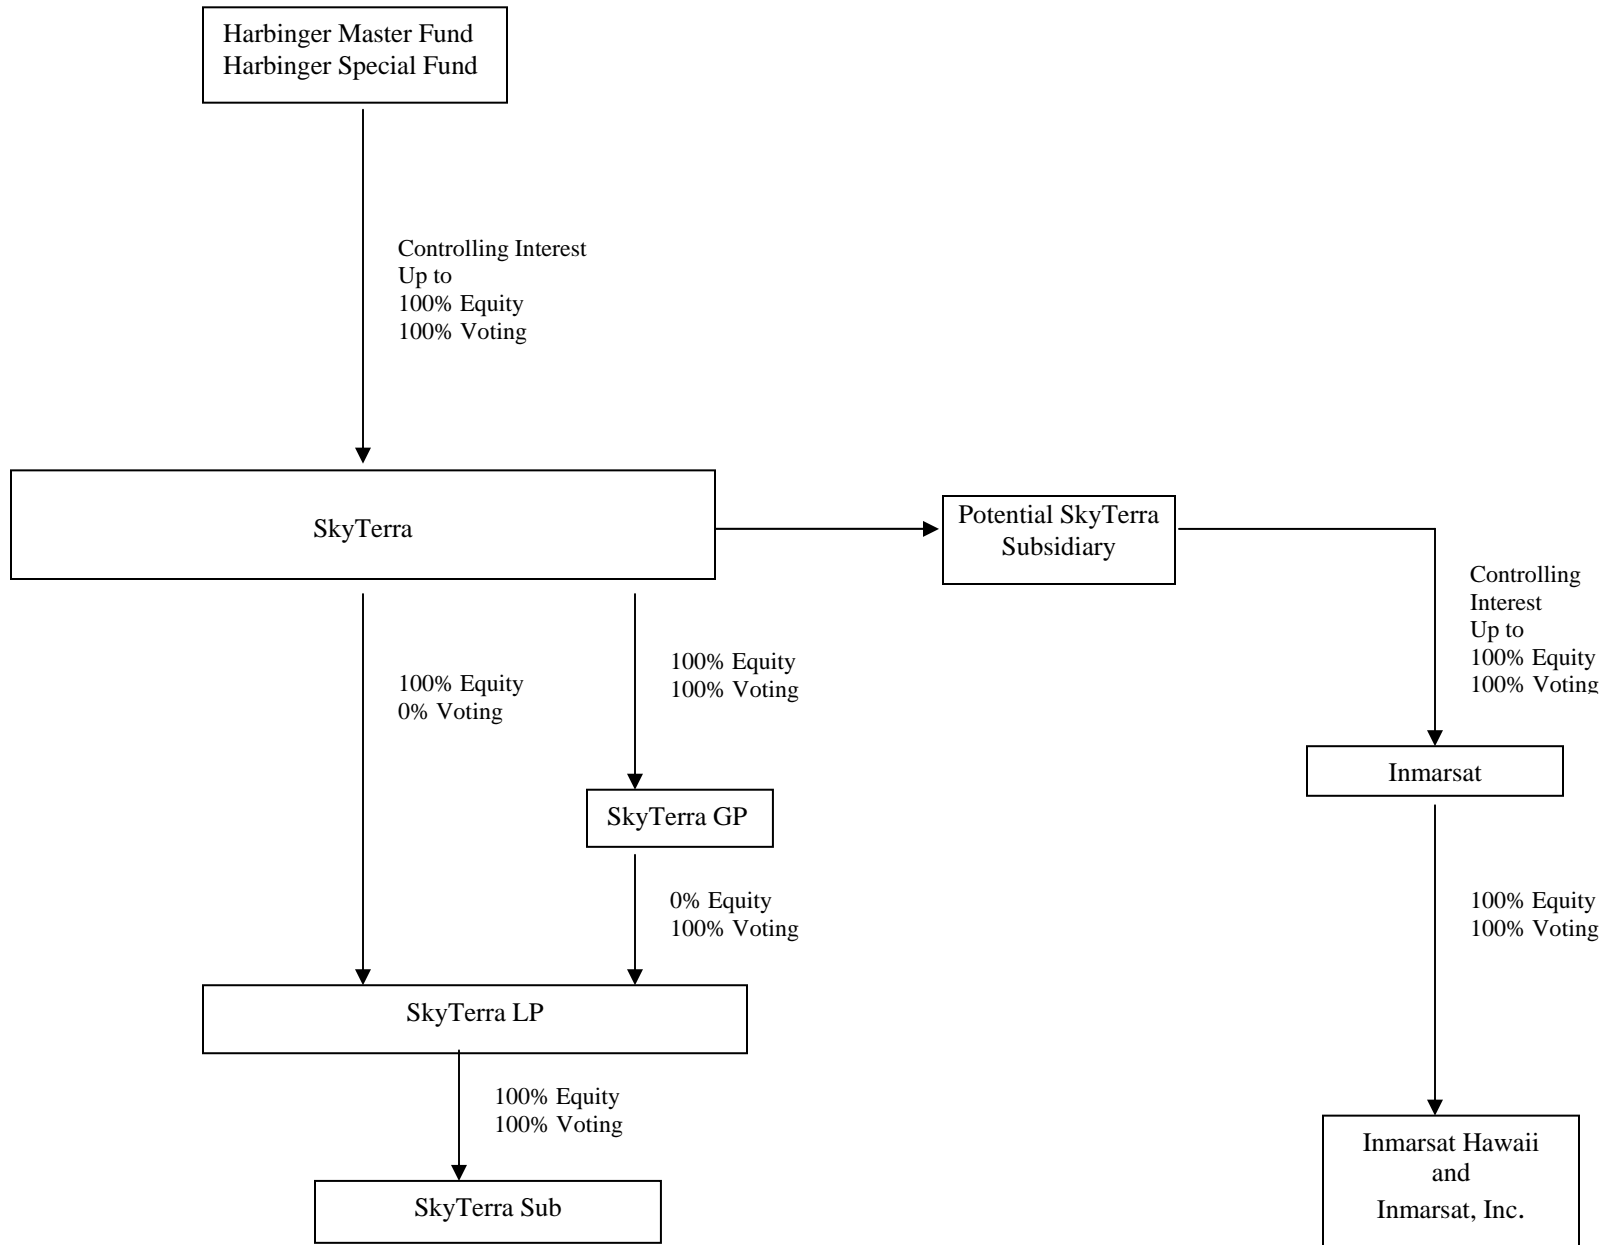 Harbinger Master Fund
Harbinger Special Fund
Controlling Interest
Up to
100% Equity
100% Voting
SkyTerra
Potential SkyTerra
Subsidiary
Controlling
Interest
Up to
100% Equity
100% Voting
100% Equity
0% Voting
100% Equity
100% Voting
Inmarsat
SkyTerra GP
0% Equity
100% Voting
100% Equity
100% Voting
SkyTerra LP
100% Equity
100% Voting
SkyTerra Sub
Inmarsat Hawaii
and
Inmarsat, Inc.